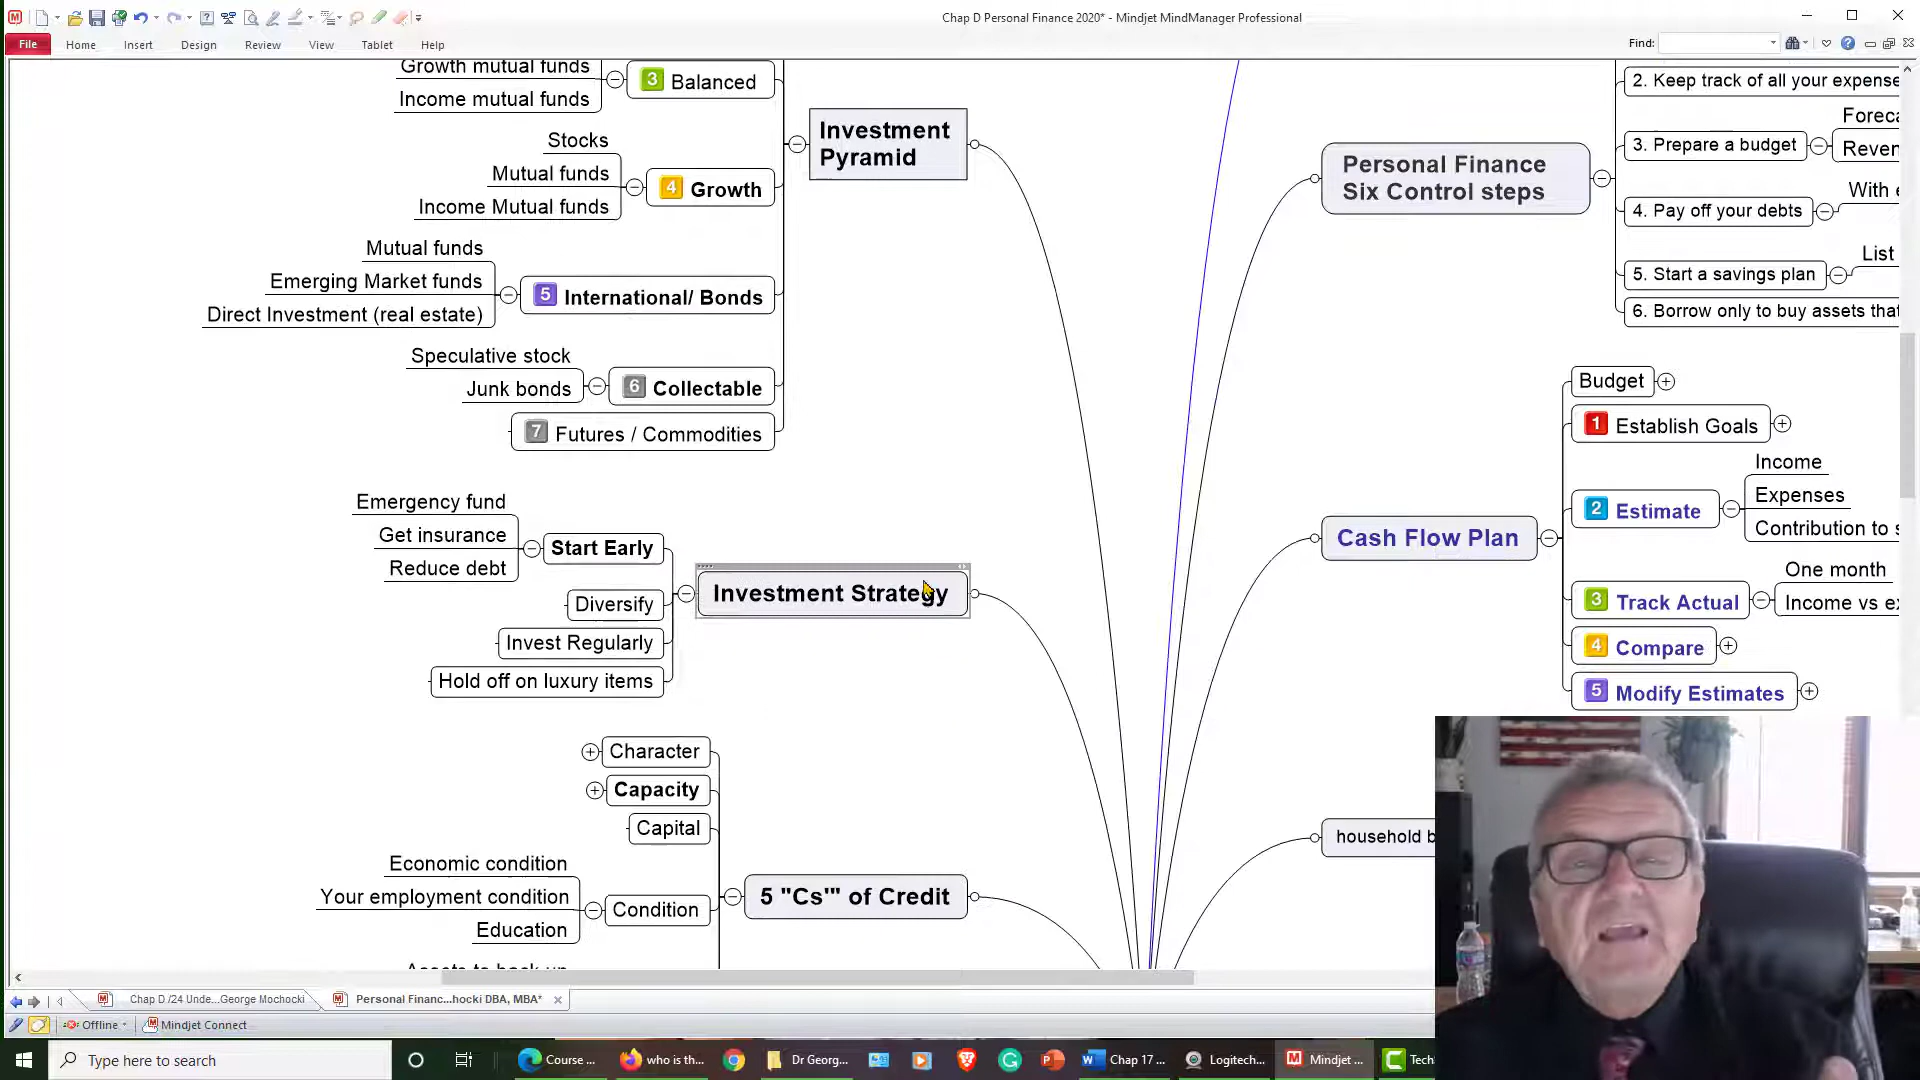 Chap D Personal Finance 2020* - Mindjet MindManager Professional
File
Home
Insert
Design
Review
View
Tablet
Help
Find:
Growth mutual funds
Income mutual funds
3 Balanced
Stocks
Mutual funds
Income Mutual funds
4 Growth
Mutual funds
Emerging Market funds
Direct Investment (real estate)
5 International/ Bonds
Speculative stock
Junk bonds
6 Collectable
7 Futures / Commodities
Investment
Pyramid
Emergency fund
Get insurance
Reduce debt
Start Early
Diversify
Invest Regularly
Hold off on luxury items
Investment Strategy
Character
Capacity
Capital
Economic condition
Your employment condition
Education
Condition
5 "Cs'" of Credit
Personal Finance
Six Control steps
2. Keep track of all your expense
3. Prepare a budget
Foreca
Reven
4. Pay off your debts
With e
5. Start a savings plan
List
6. Borrow only to buy assets that
Cash Flow Plan
Budget
1 Establish Goals
2 Estimate
Income
Expenses
Contribution to s
3 Track Actual
One month
Income vs ex
4 Compare
5 Modify Estimates
household b
Chap D /24 Unde...George Mochocki
Personal Financ...hocki DBA, MBA*
Offline
Mindjet Connect
Type here to search
Course ...
who is th...
Dr Georg...
Chap 17 ...
Logitech...
Mindjet ...
Tech